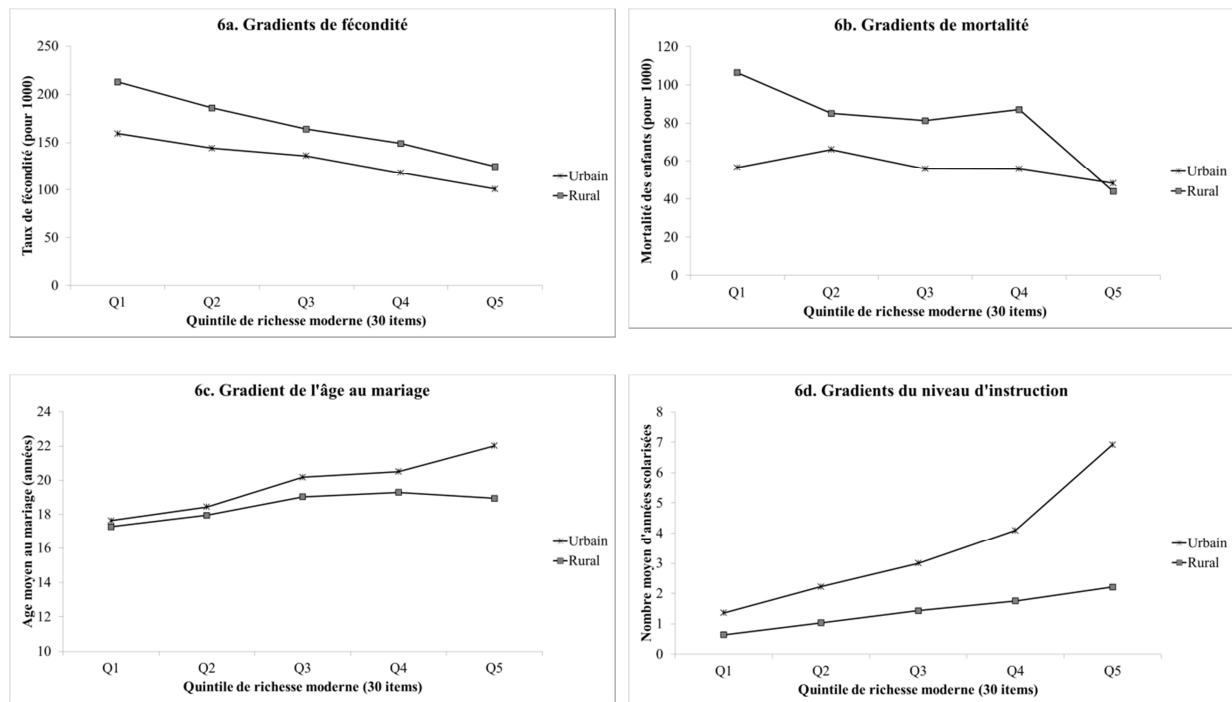 6a. Gradients de fécondité
250
200
150
100
50
0
Taux de fécondité (pour 1000)
Q1 Q2 Q3 Q4 Q5
Quintile de richesse moderne (30 items)
Urbain
Rural
6b. Gradients de mortalité
120
100
80
60
40
20
0
Mortalité des enfants (pour 1000)
Q1 Q2 Q3 Q4 Q5
Quintile de richesse moderne (30 items)
Urbain
Rural
6c. Gradient de l'âge au mariage
24
22
20
18
16
14
12
10
Age moyen au mariage (années)
Q1 Q2 Q3 Q4 Q5
Quintile de richesse moderne (30 items)
Urbain
Rural
6d. Gradients du niveau d'instruction
8
7
6
5
4
3
2
1
0
Nombre moyen d'années scolarisées
Q1 Q2 Q3 Q4 Q5
Quintile de richesse moderne (30 items)
Urbain
Rural